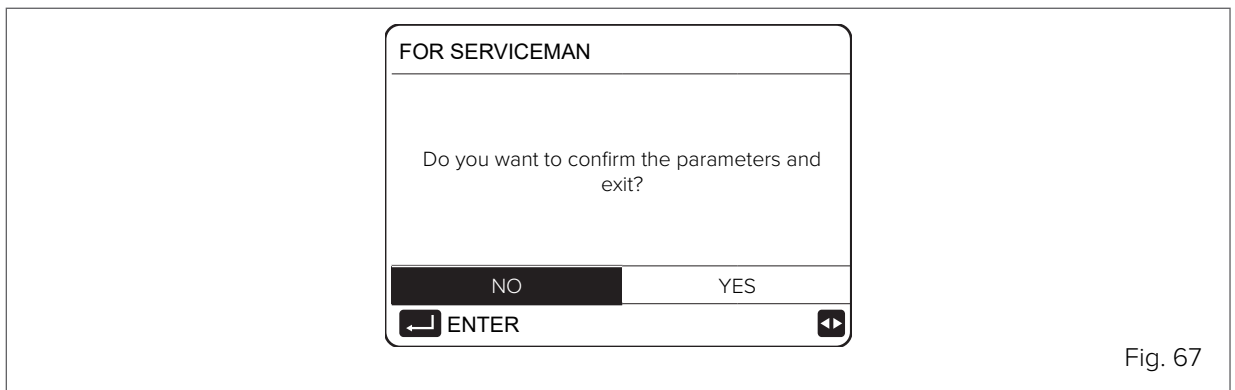 FOR SERVICEMAN
Do you want to confirm the parameters and
exit?
NO YES
ENTER
Fig. 67